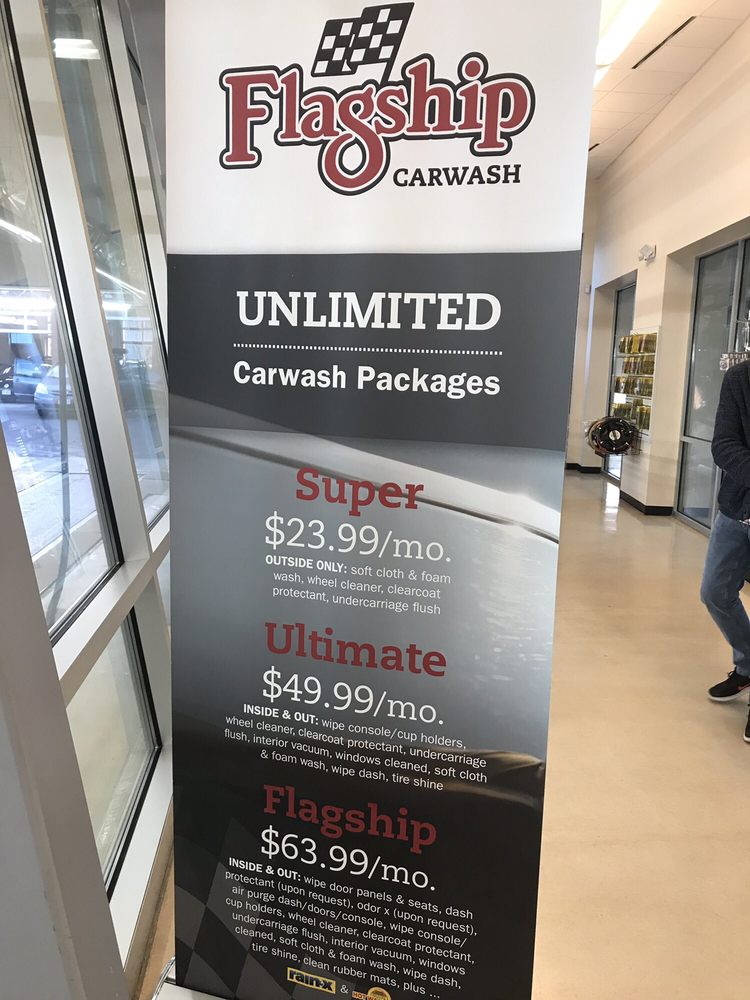 Flagship
CARWASH
UNLIMITED
Carwash Packages
Super
$23.99/mo.
OUTSIDE ONLY: soft cloth & foam
wash, wheel cleaner, clearcoat
protectant, undercarriage flush
Ultimate
$49.99/mo.
INSIDE & OUT: wipe console/cup holders,
wheel cleaner, clearcoat protectant, undercarriage
flush, interior vacuum, windows cleaned, soft cloth
& foam wash, wipe dash, tire shine
Flagship
$63.99/mo.
INSIDE & OUT: wipe door panels & seats, dash
protectant (upon request), odor x (upon request),
air purge dash/doors/console, wipe console/
cup holders, wheel cleaner, clearcoat protectant,
undercarriage flush, interior vacuum, windows
cleaned, soft cloth & foam wash, wipe dash,
tire shine, clean rubber mats, plus ...
rain-x &